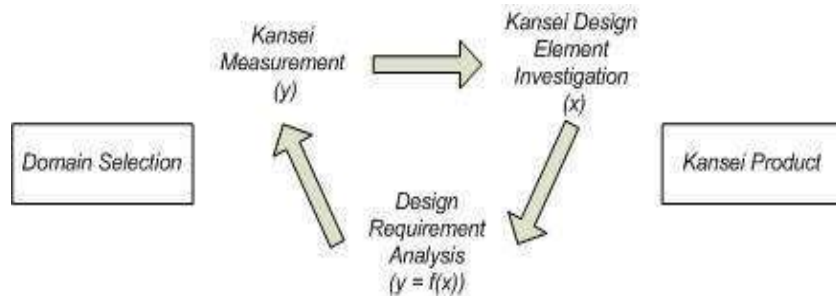 Kansei
Measurement
(y)
Kansei Design
Element
Investigation
(x)
Domain Selection
Kansei Product
Design
Requirement
Analysis
(y = f(x))